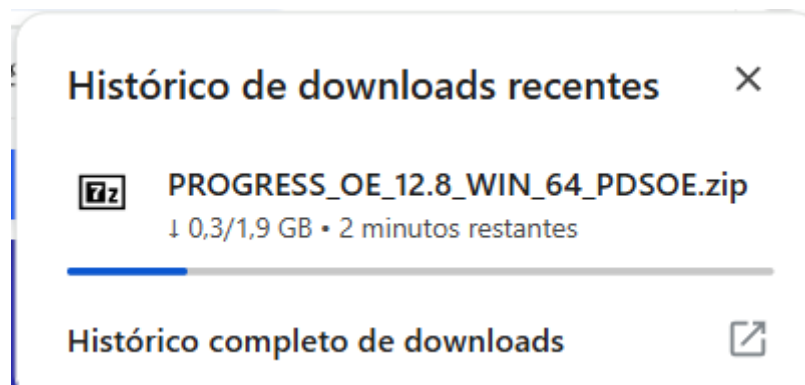 Histórico de downloads recentes
7z
PROGRESS_OE_12.8_WIN_64_PDSOE.zip
↓ 0,3/1,9 GB • 2 minutos restantes
Histórico completo de downloads